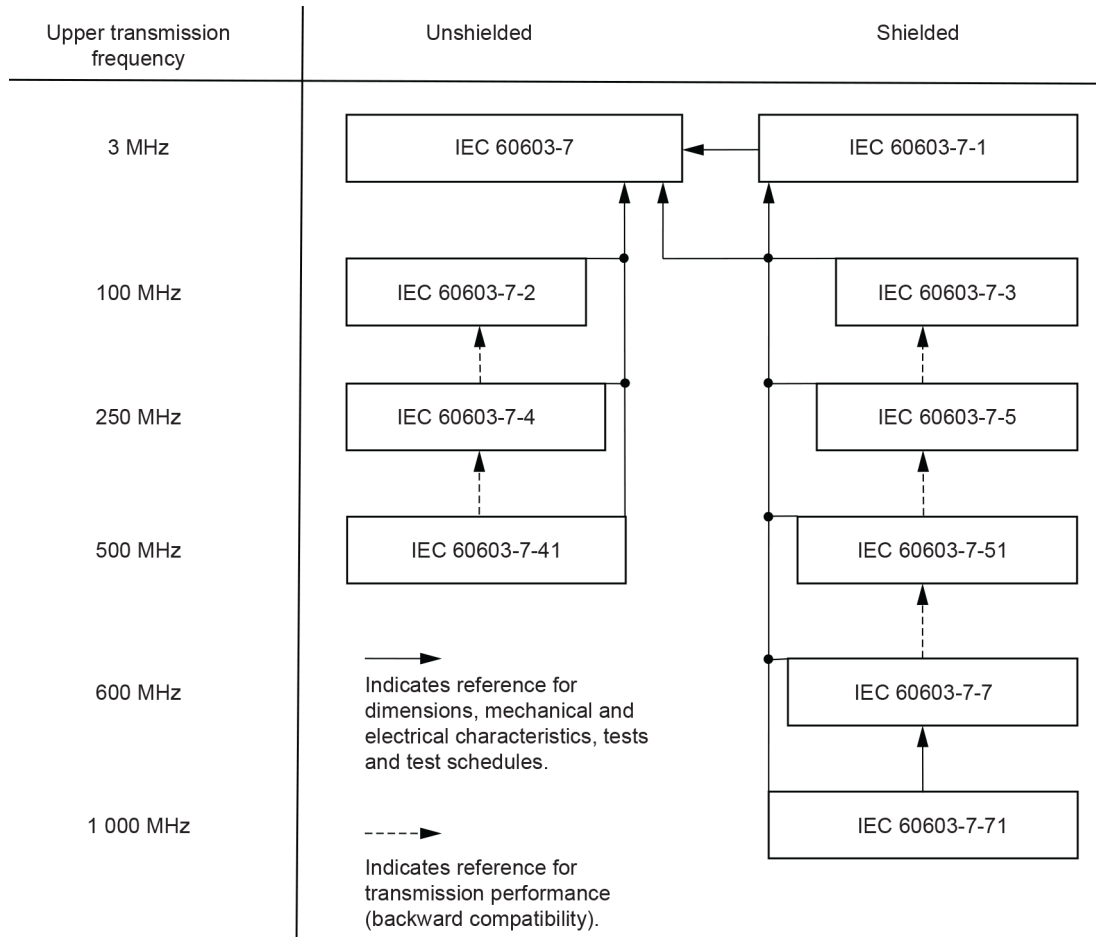 Upper transmission
frequency
Unshielded
Shielded
3 MHz
IEC 60603-7
IEC 60603-7-1
100 MHz
IEC 60603-7-2
IEC 60603-7-3
250 MHz
IEC 60603-7-4
IEC 60603-7-5
500 MHz
IEC 60603-7-41
IEC 60603-7-51
600 MHz
IEC 60603-7-7
1 000 MHz
IEC 60603-7-71
Indicates reference for
dimensions, mechanical and
electrical characteristics, tests
and test schedules.
Indicates reference for
transmission performance
(backward compatibility).